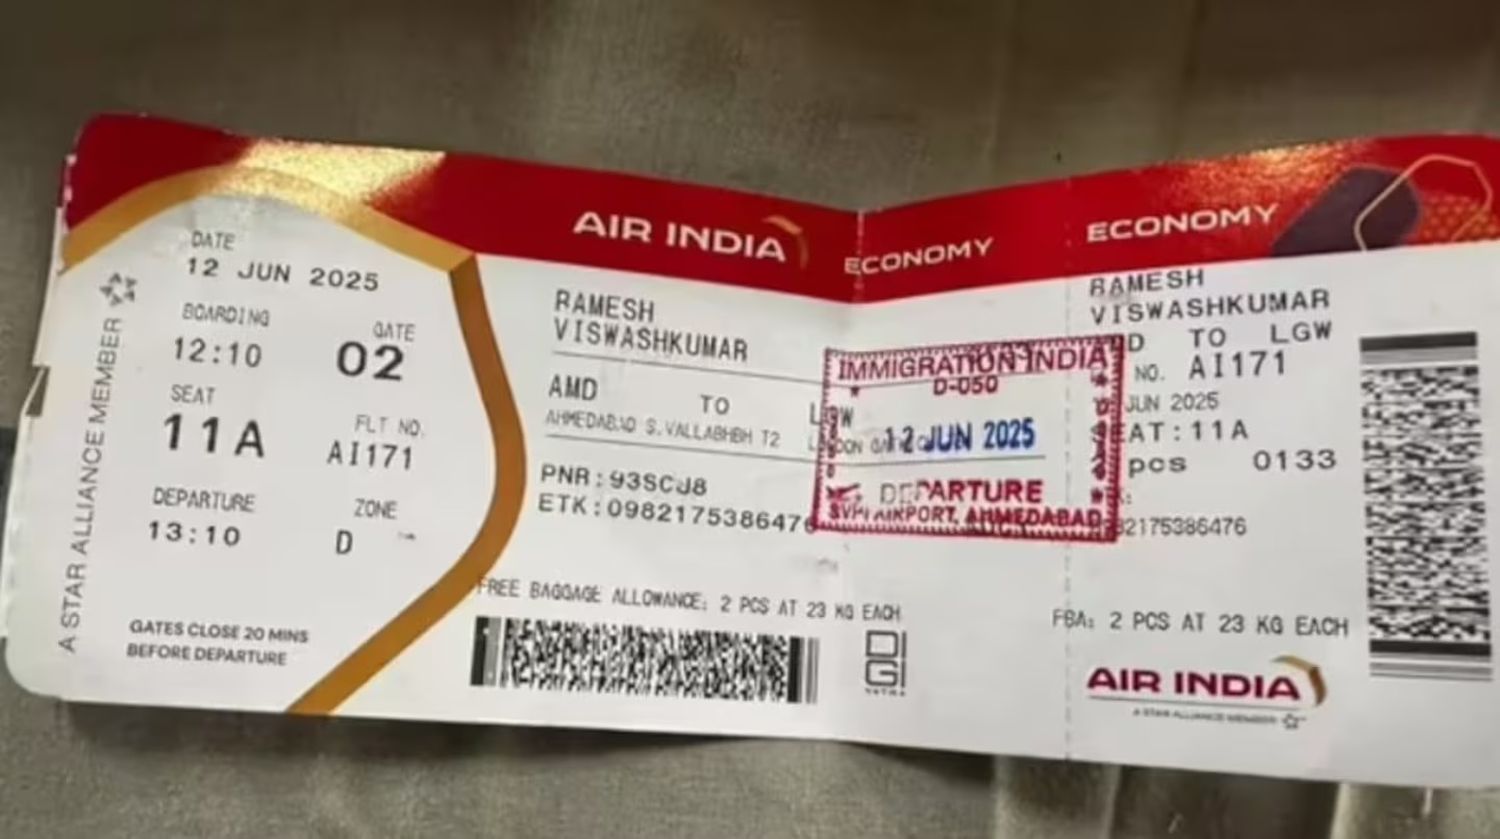 A STAR ALLIANCE MEMBER
DATE
12 JUN 2025
BOARDING
12:10
GATE
02
SEAT
11A
FLT NO.
AI171
DEPARTURE
13:10
ZONE
D
GATES CLOSE 20 MINS
BEFORE DEPARTURE
AIR INDIA
ECONOMY
RAMESH
VISWASHKUMAR
AMD TO LGW
AHMEDABAD S.VALLABHBH T2
PNR:93SCJ8
ETK:0982175386476
FREE BAGGAGE ALLOWANCE: 2 PCS AT 23 KG EACH
DIGI
YATRA
IMMIGRATION INDIA
D-050
12 JUN 2025
DEPARTURE
SVPI AIRPORT, AHMEDABAD
ECONOMY
RAMESH
VISWASHKUMAR
D TO LGW
NO. AI171
JUN 2025
SEAT:11A
pcs 0133
82175386476
FBA: 2 PCS AT 23 KG EACH
AIR INDIA
A STAR ALLIANCE MEMBER